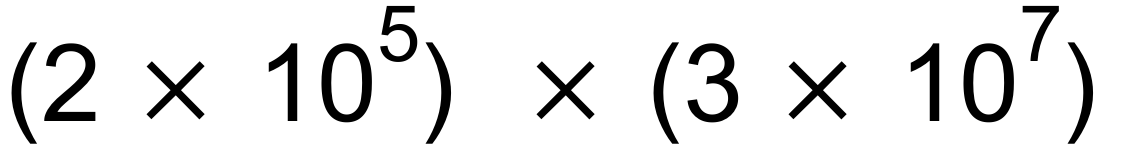 (2 × 10⁵) × (3 × 10⁷)